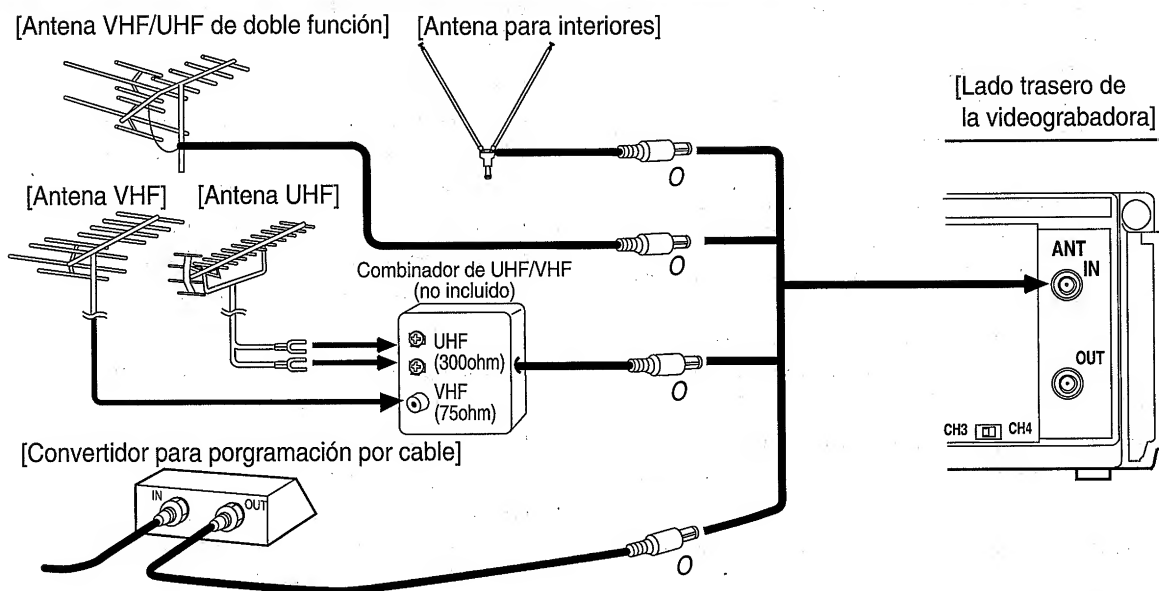 [Antena VHF/UHF de doble función]
[Antena para interiores]
[Lado trasero de
la videograbadora]
O
O
[Antena VHF]
[Antena UHF]
Combinador de UHF/VHF
(no incluido)
UHF
(300ohm)
VHF
(75ohm)
O
ANT
IN
OUT
CH3
CH4
[Convertidor para porgramación por cable]
IN
OUT
O